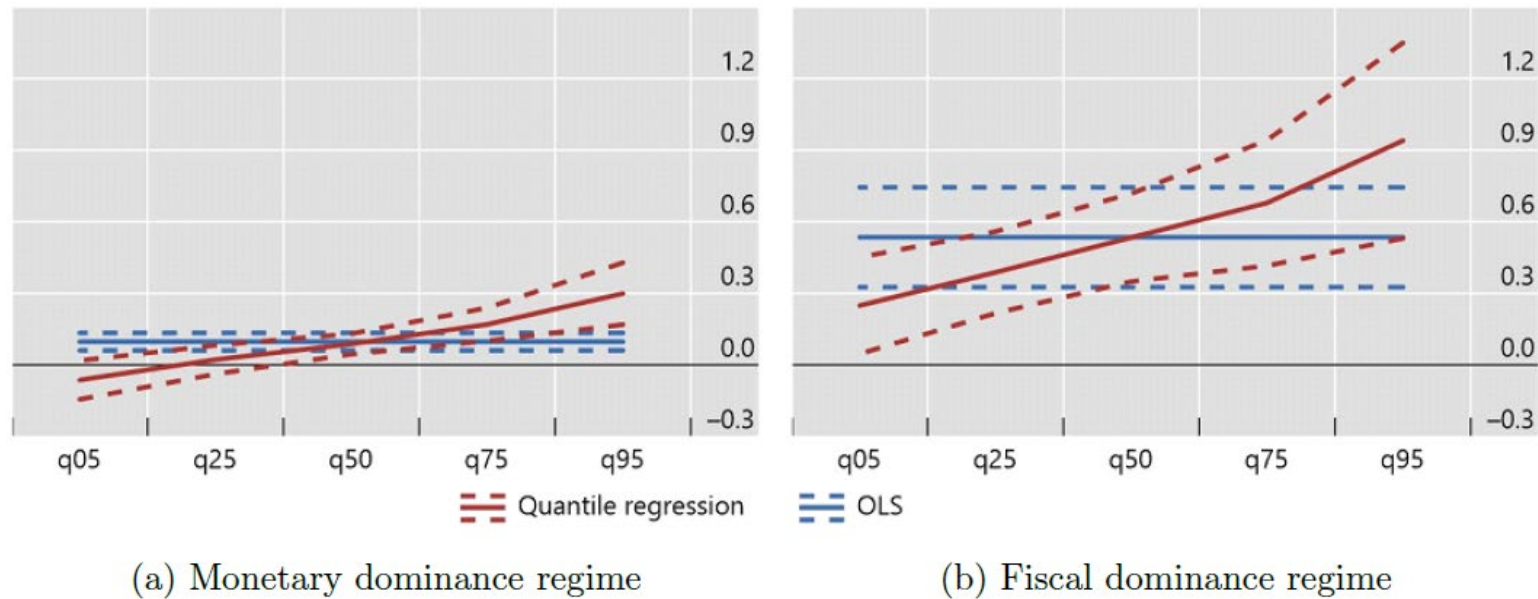 1.2
0.9
0.6
0.3
0.0
–0.3
q05 q25 q50 q75 q95
1.2
0.9
0.6
0.3
0.0
–0.3
q05 q25 q50 q75 q95
Quantile regression OLS
(a) Monetary dominance regime
(b) Fiscal dominance regime